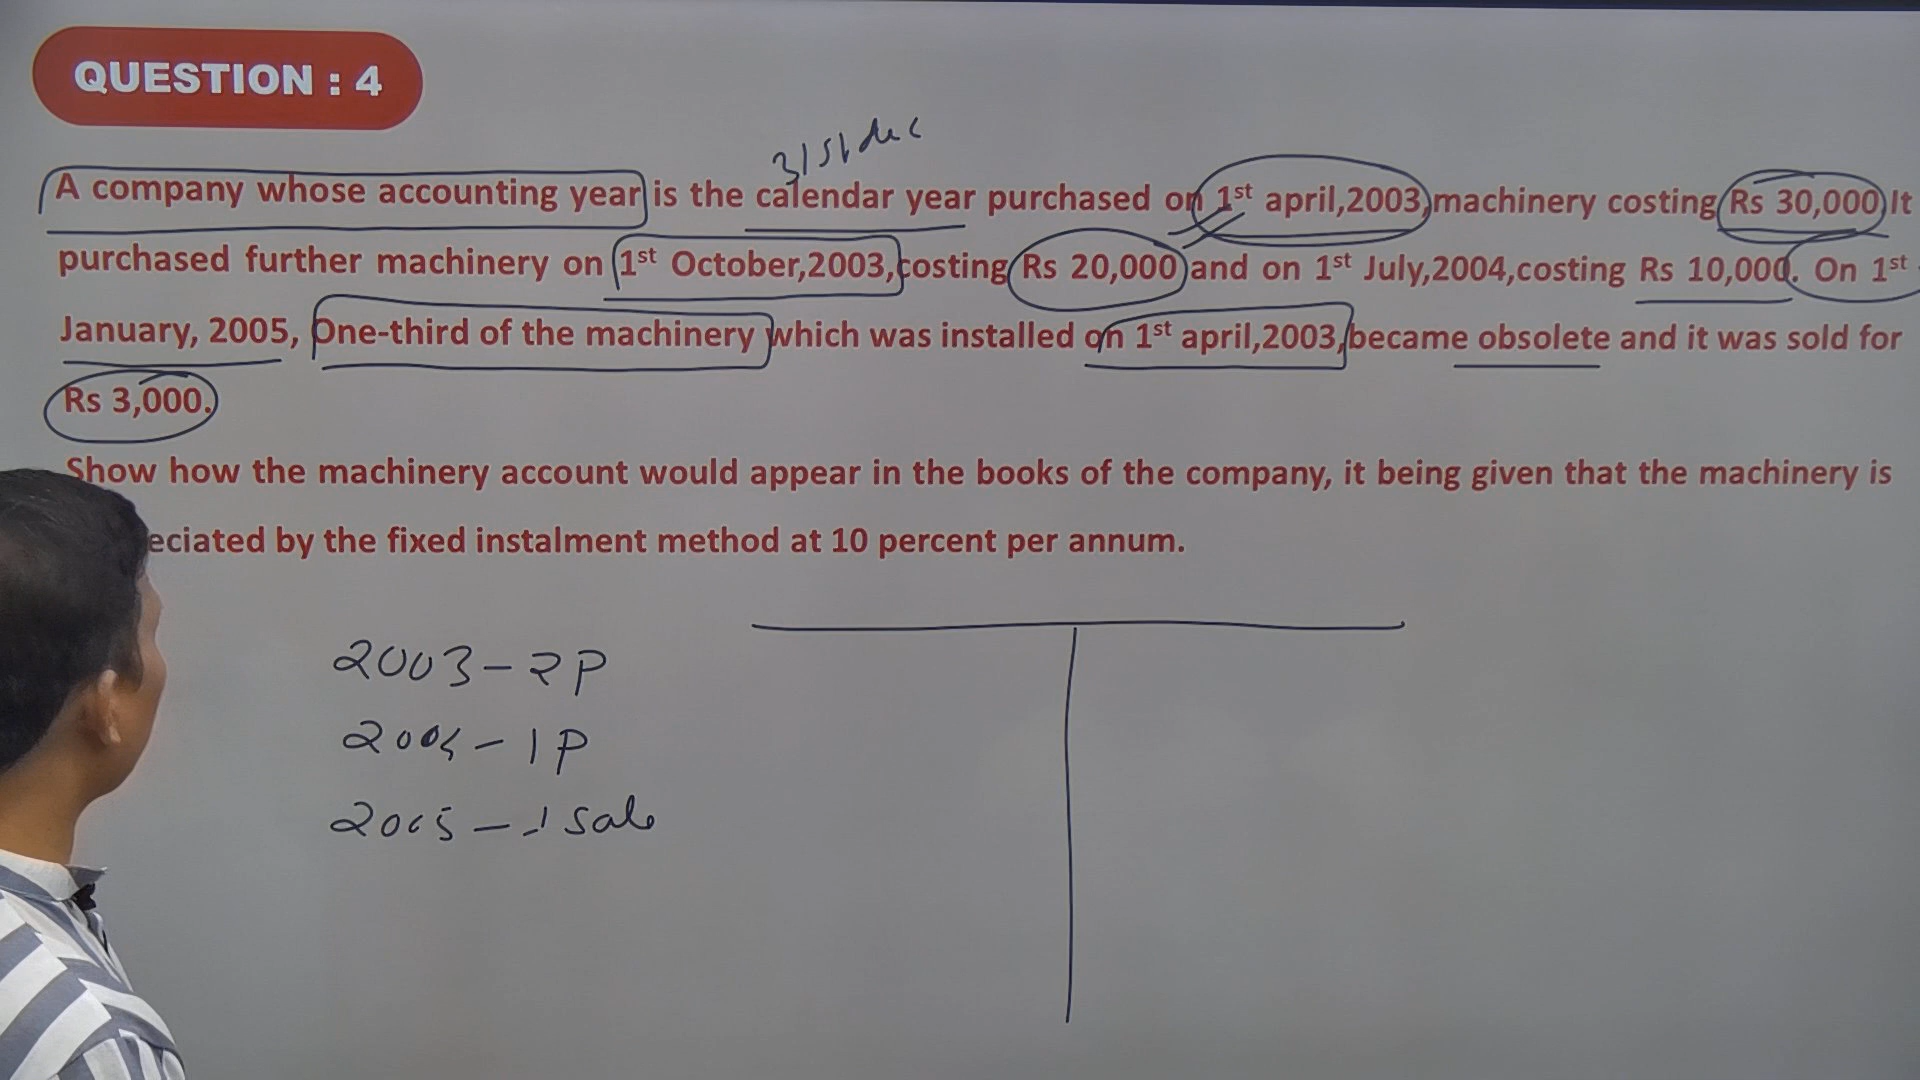 QUESTION : 4
31st dec
A company whose accounting year is the calendar year purchased on 1st april,2003,machinery costing Rs 30,000 It
purchased further machinery on 1st October,2003,costing Rs 20,000 and on 1st July,2004,costing Rs 10,000. On 1st
January, 2005, One-third of the machinery which was installed on 1st april,2003,became obsolete and it was sold for
Rs 3,000.
Show how the machinery account would appear in the books of the company, it being given that the machinery is
eciated by the fixed instalment method at 10 percent per annum.
2003 - 2P
2004 - 1P
2005 - 1 Sale